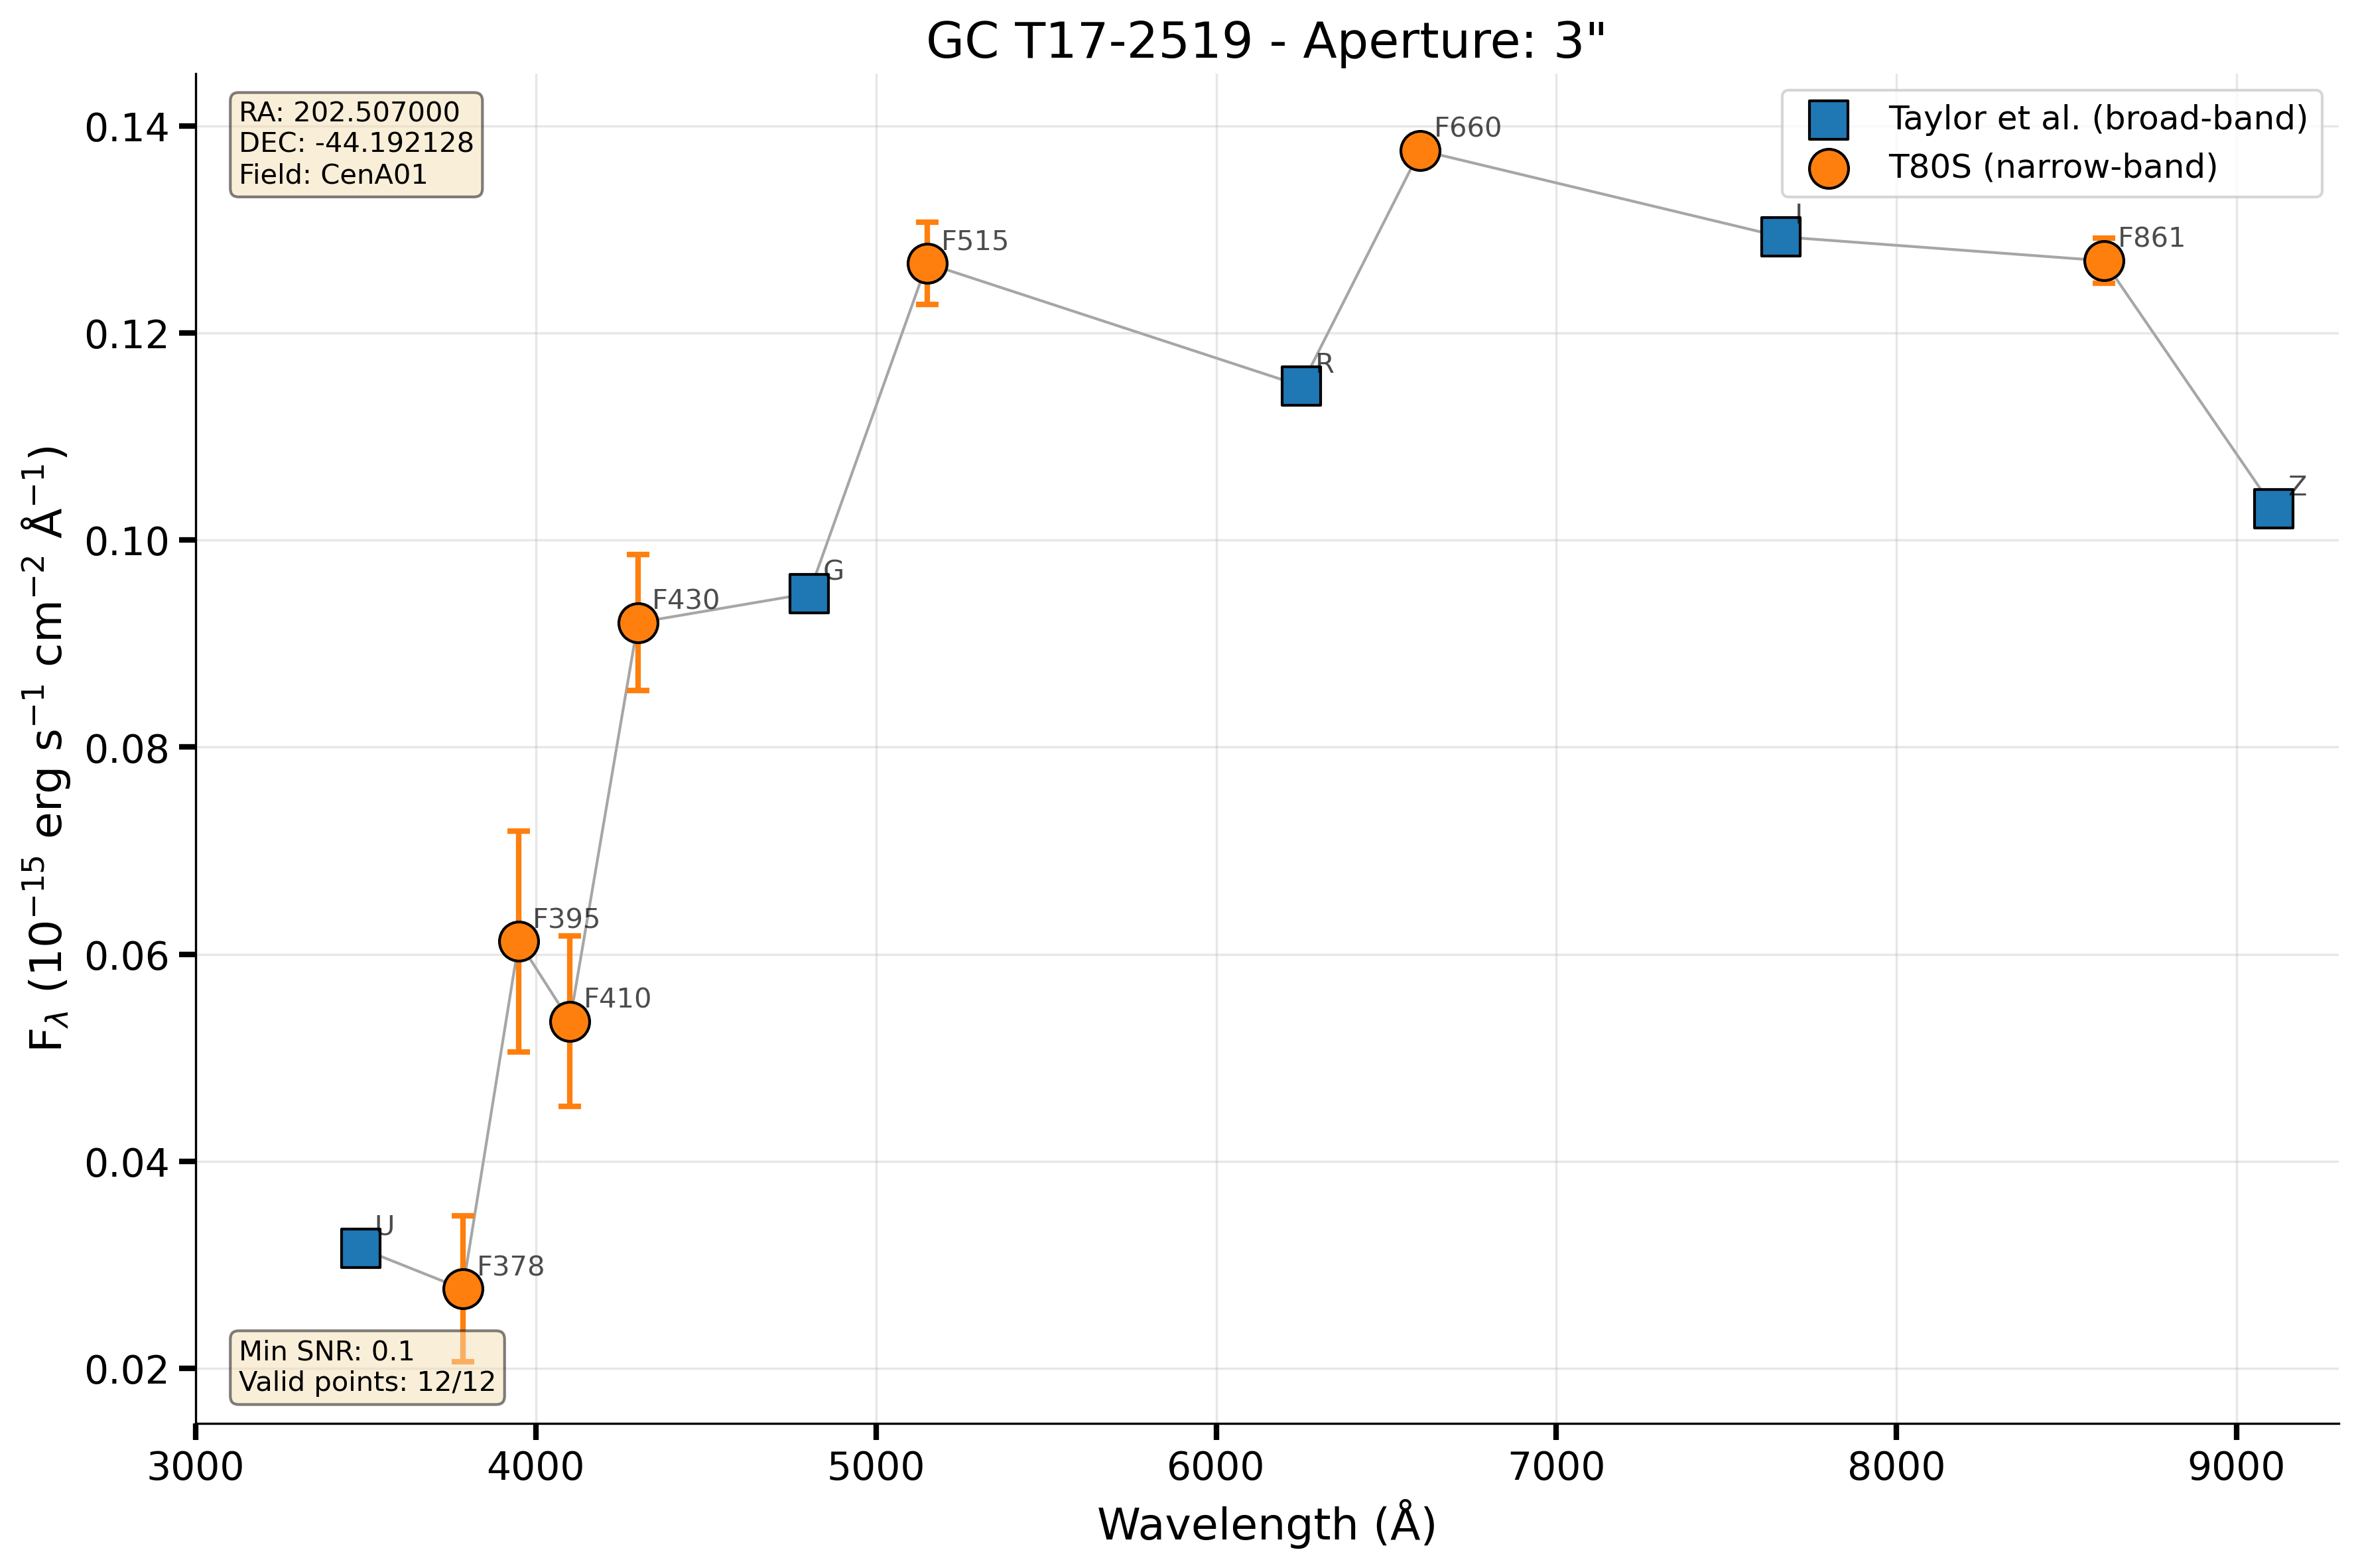 GC T17-2519 - Aperture: 3"
RA: 202.507000
DEC: -44.192128
Field: CenA01
Taylor et al. (broad-band)
T80S (narrow-band)
0.14
0.12
0.10
0.08
0.06
0.04
0.02
F660
I
F861
F515
R
Z
G
F430
F395
F410
U
F378
Min SNR: 0.1
Valid points: 12/12
3000 4000 5000 6000 7000 8000 9000
Wavelength (Å)
Fλ (10⁻¹⁵ erg s⁻¹ cm⁻² Å⁻¹)